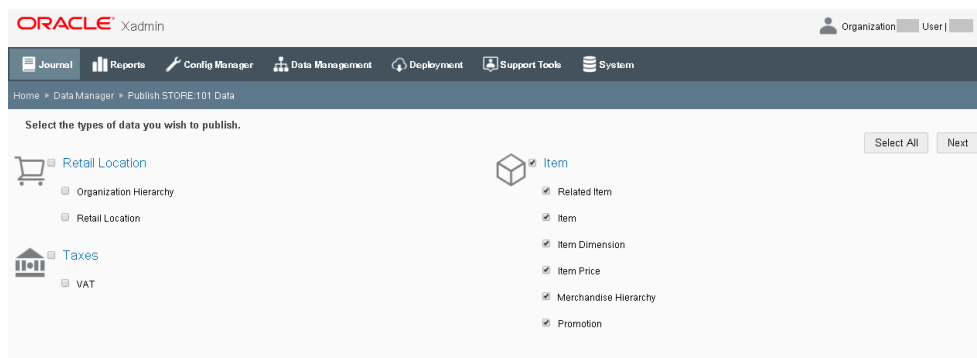 ORACLE® Xadmin
Organization User |
Journal Reports Config Manager Data Management Deployment Support Tools System
Home Data Manager Publish STORE:101 Data
Select the types of data you wish to publish.
Select All Next
Retail Location
Organization Hierarchy
Retail Location
Taxes
VAT
Item
Related Item
Item
Item Dimension
Item Price
Merchandise Hierarchy
Promotion